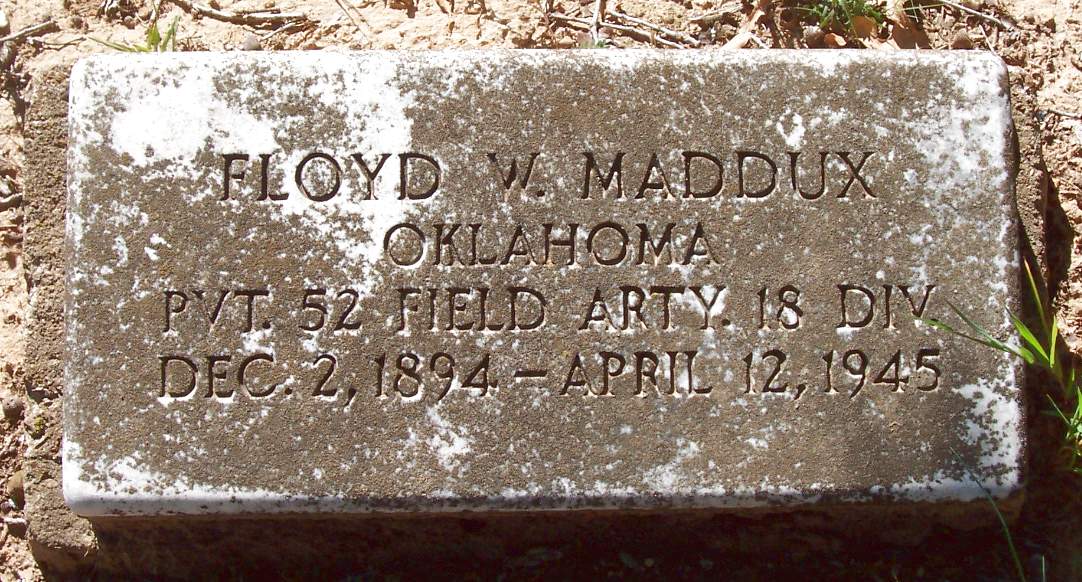 FLOYD W. MADDUX
OKLAHOMA
PVT. 52 FIELD ARTY. 18 DIV.
DEC. 2, 1894 - APRIL 12, 1945